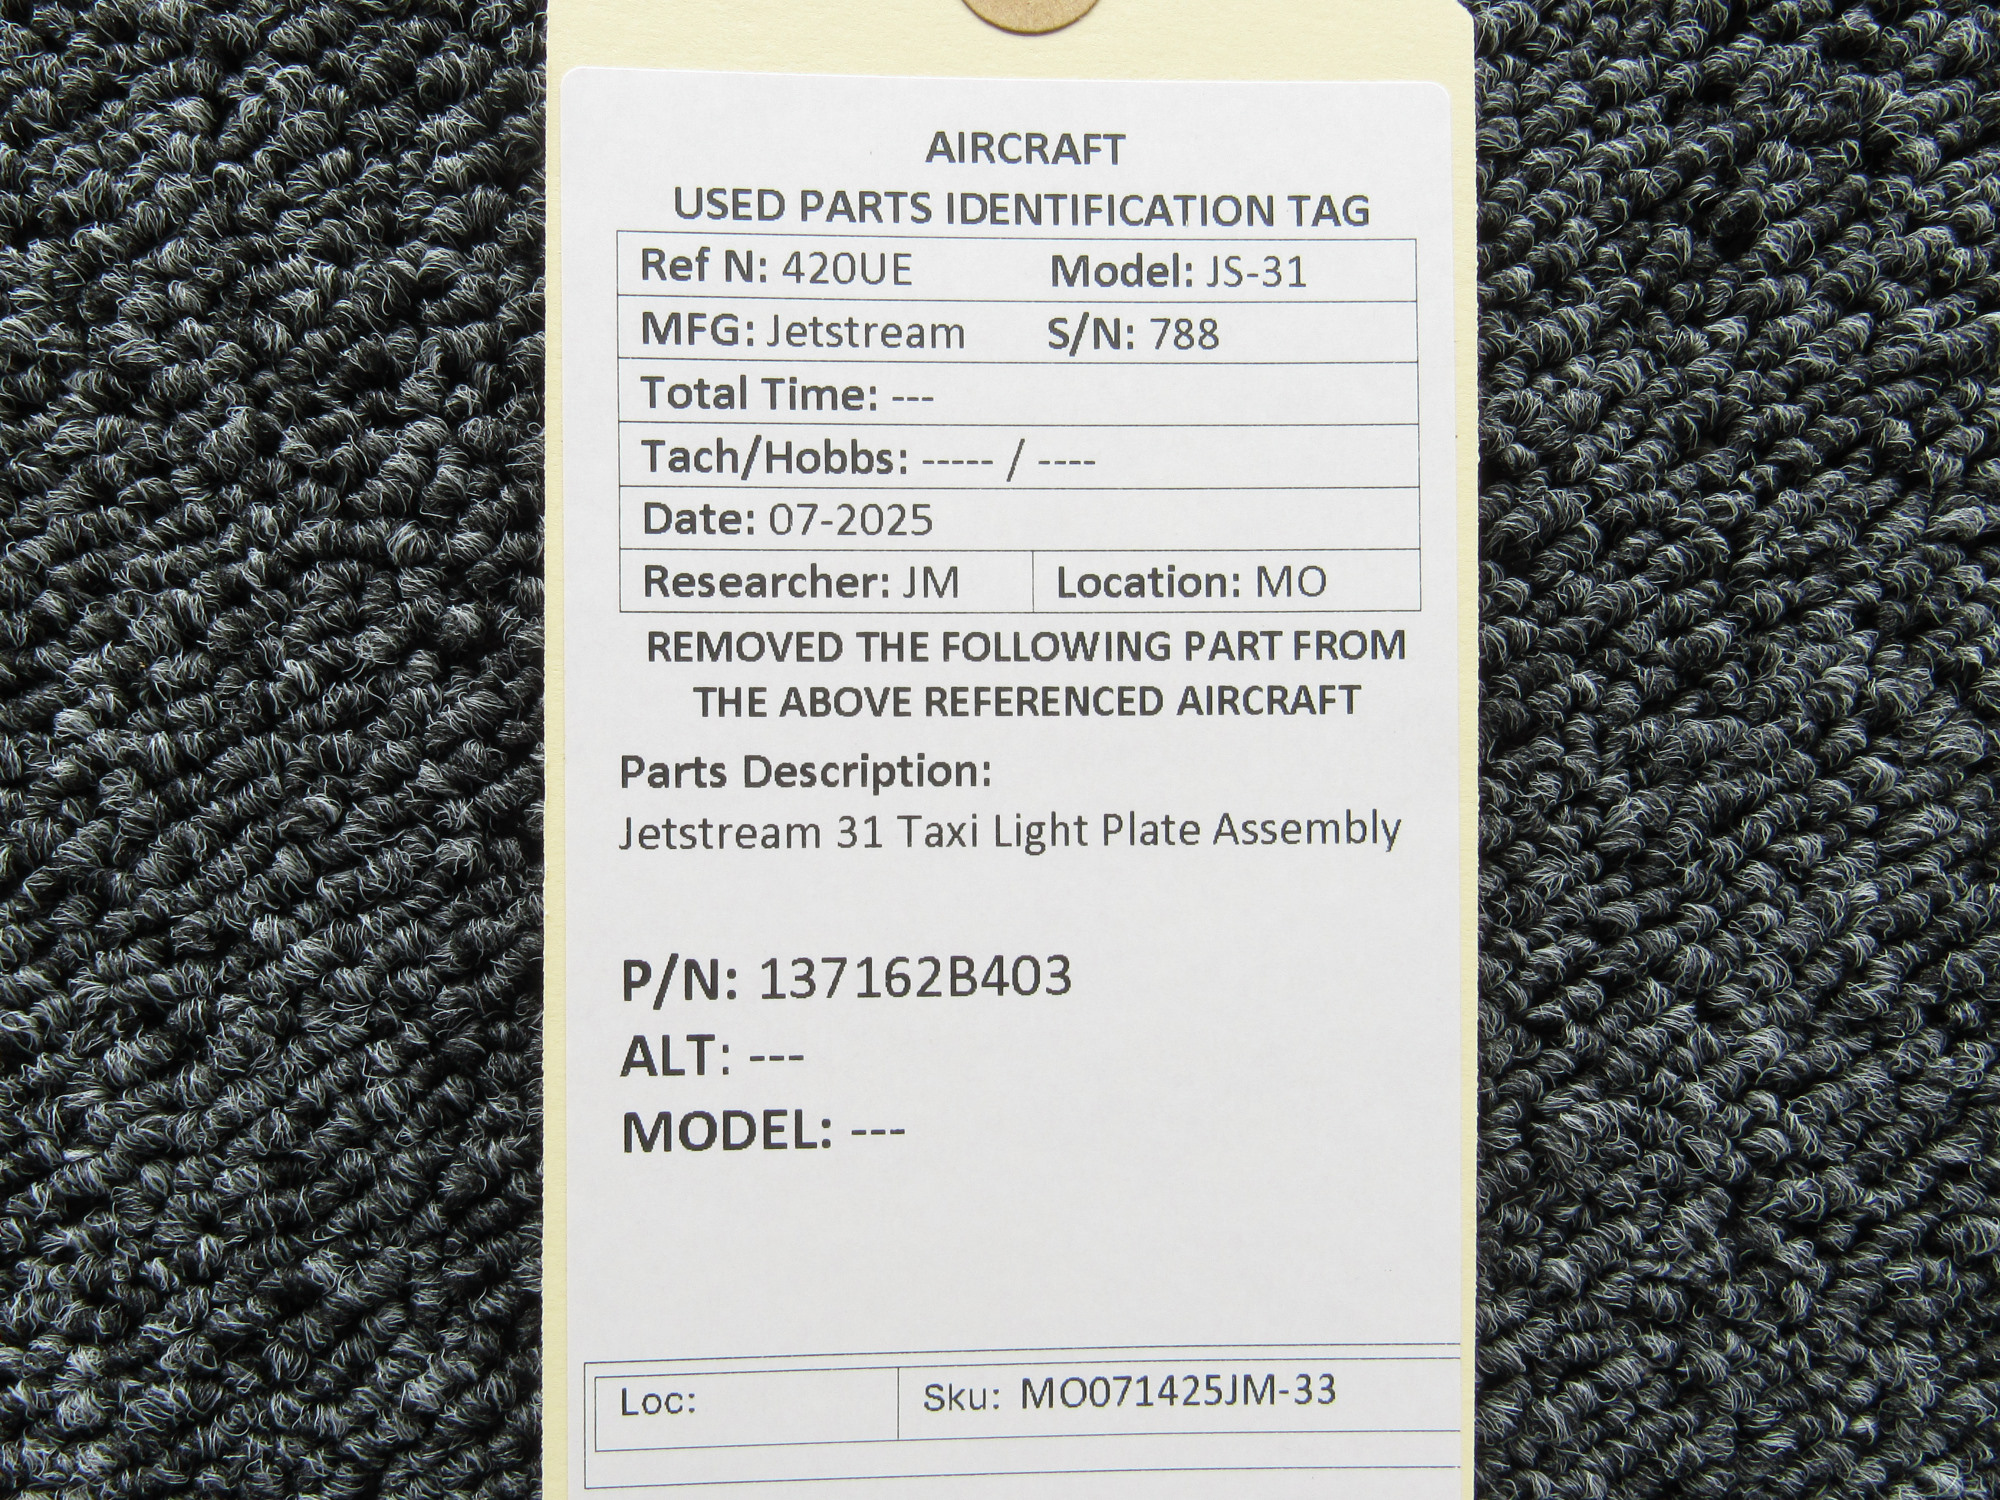 AIRCRAFT
USED PARTS IDENTIFICATION TAG
Ref N: 420UE Model: JS-31
MFG: Jetstream S/N: 788
Total Time: ---
Tach/Hobbs: ----- / ----
Date: 07-2025
Researcher: JM Location: MO
REMOVED THE FOLLOWING PART FROM
THE ABOVE REFERENCED AIRCRAFT
Parts Description:
Jetstream 31 Taxi Light Plate Assembly
P/N: 137162B403
ALT: ---
MODEL: ---
Loc: Sku: MO071425JM-33